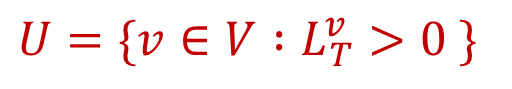 U = {v ∈ V : L_T^v > 0 }